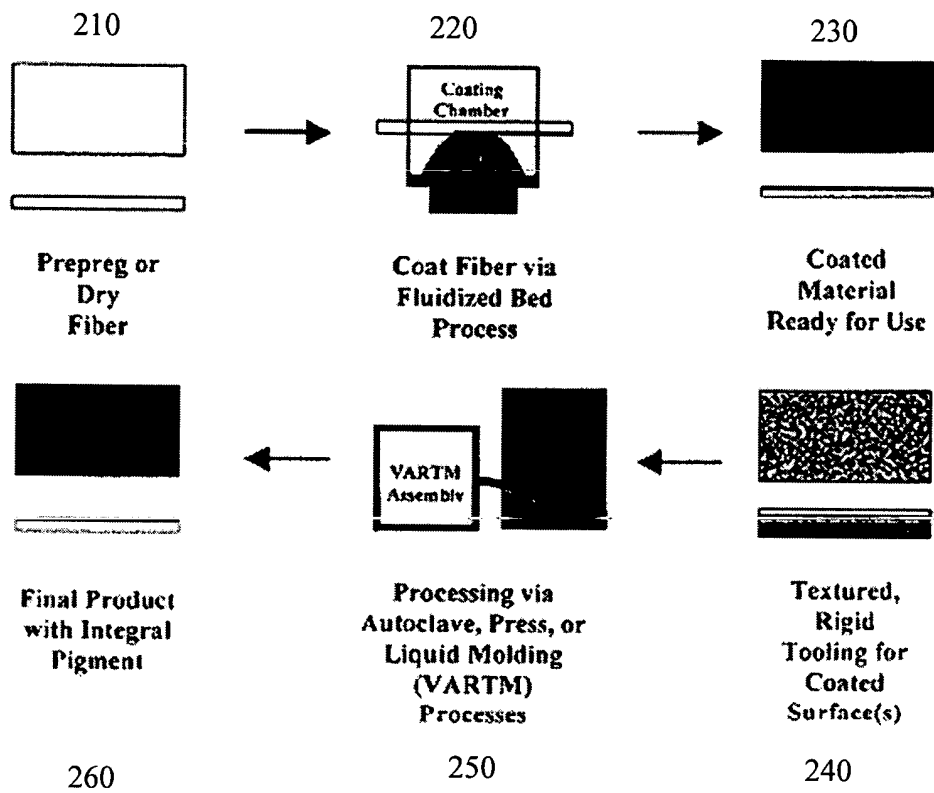 210
220
230
Coating
Chamber
Prepreg or
Dry
Fiber
Coat Fiber via
Fluidized Bed
Process
Coated
Material
Ready for Use
VARTM
Assembly
Final Product
with Integral
Pigment
Processing via
Autoclave, Press, or
Liquid Molding
(VARTM)
Processes
Textured,
Rigid
Tooling for
Coated
Surface(s)
260
250
240